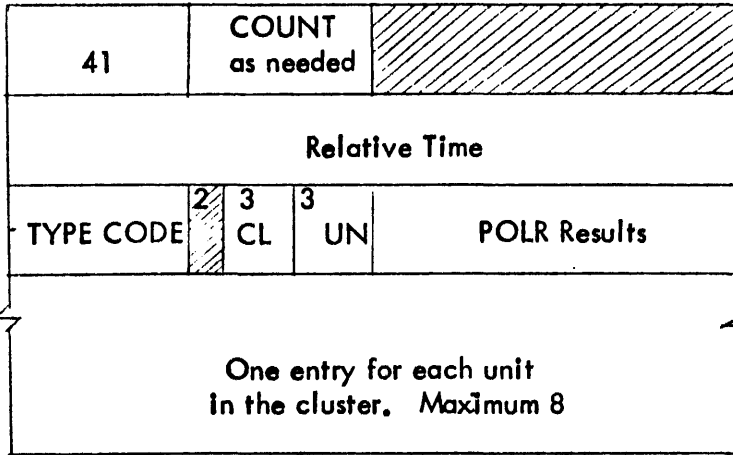 41
COUNT
as needed
Relative Time
TYPE CODE
2
3
CL
3
UN
POLR Results
One entry for each unit
in the cluster. Maximum 8